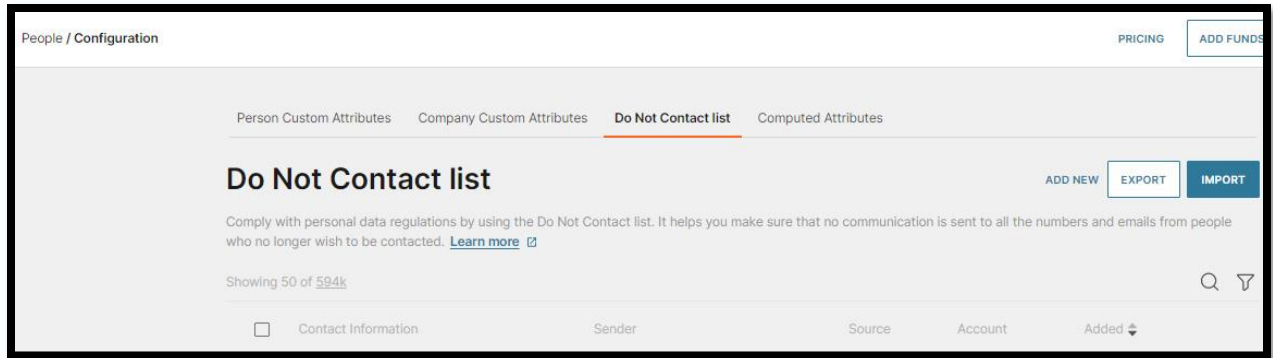 People / Configuration
PRICING
ADD FUNDS
Person Custom Attributes
Company Custom Attributes
Do Not Contact list
Computed Attributes
Do Not Contact list
ADD NEW
EXPORT
IMPORT
Comply with personal data regulations by using the Do Not Contact list. It helps you make sure that no communication is sent to all the numbers and emails from people
who no longer wish to be contacted. Learn more
Showing 50 of 594k
Contact Information
Sender
Source
Account
Added